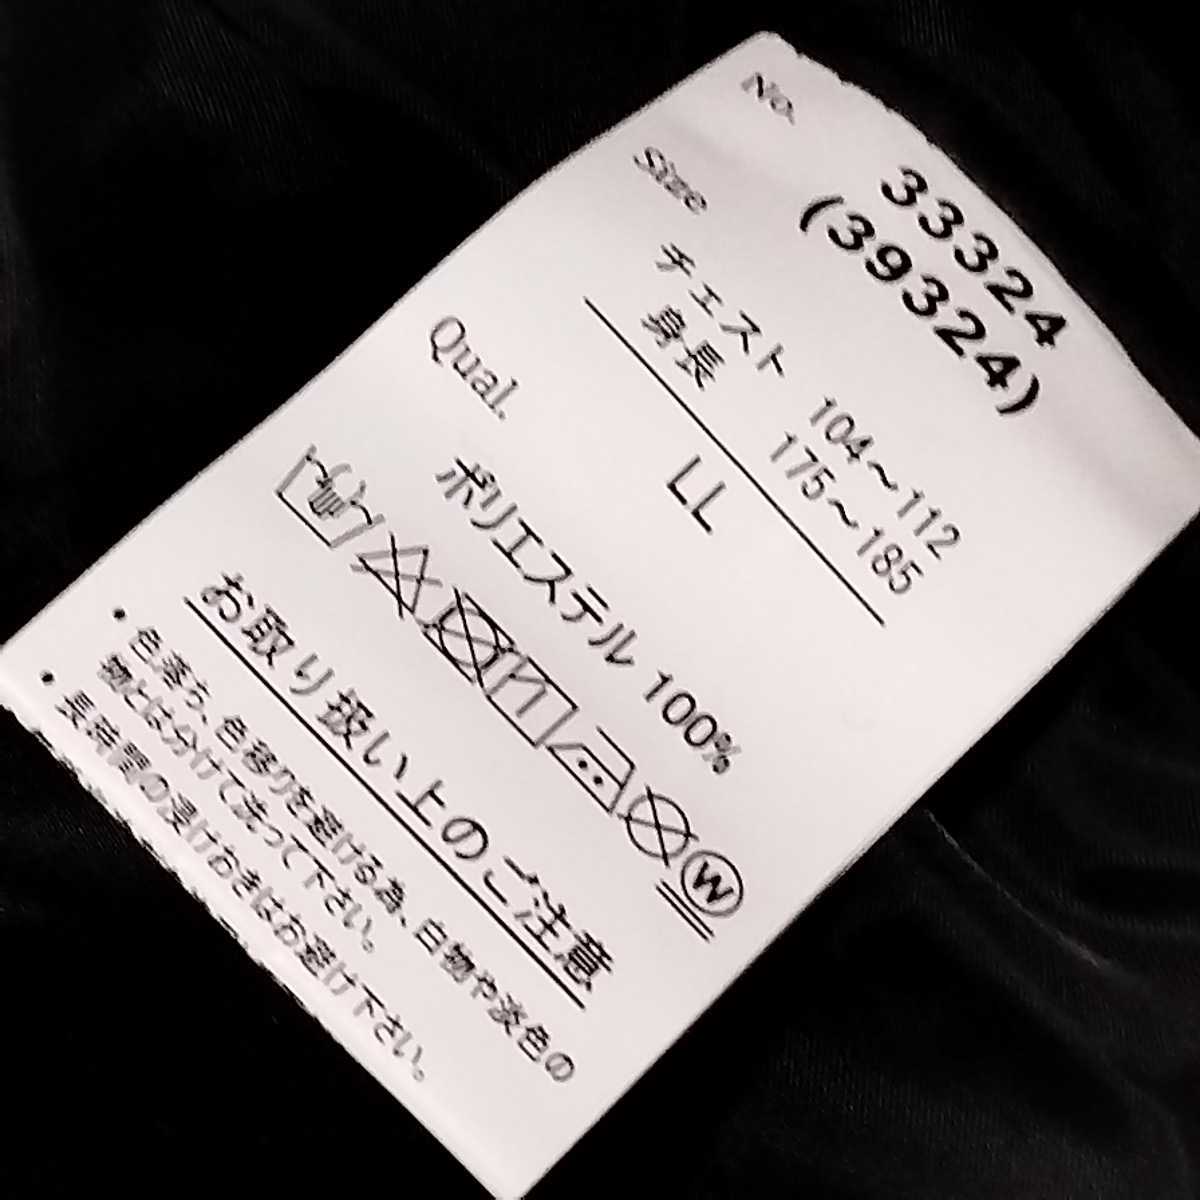 No. 33324
(39324)
Size
チェスト 104～112
身長 175～185
LL
Qual.
ポリエステル 100%
W
お取り扱い上のご注意
・色落ち、色移りを避ける為、白物や淡色の
物とは分けて洗って下さい。
・長時間の浸けおきはお避け下さい。